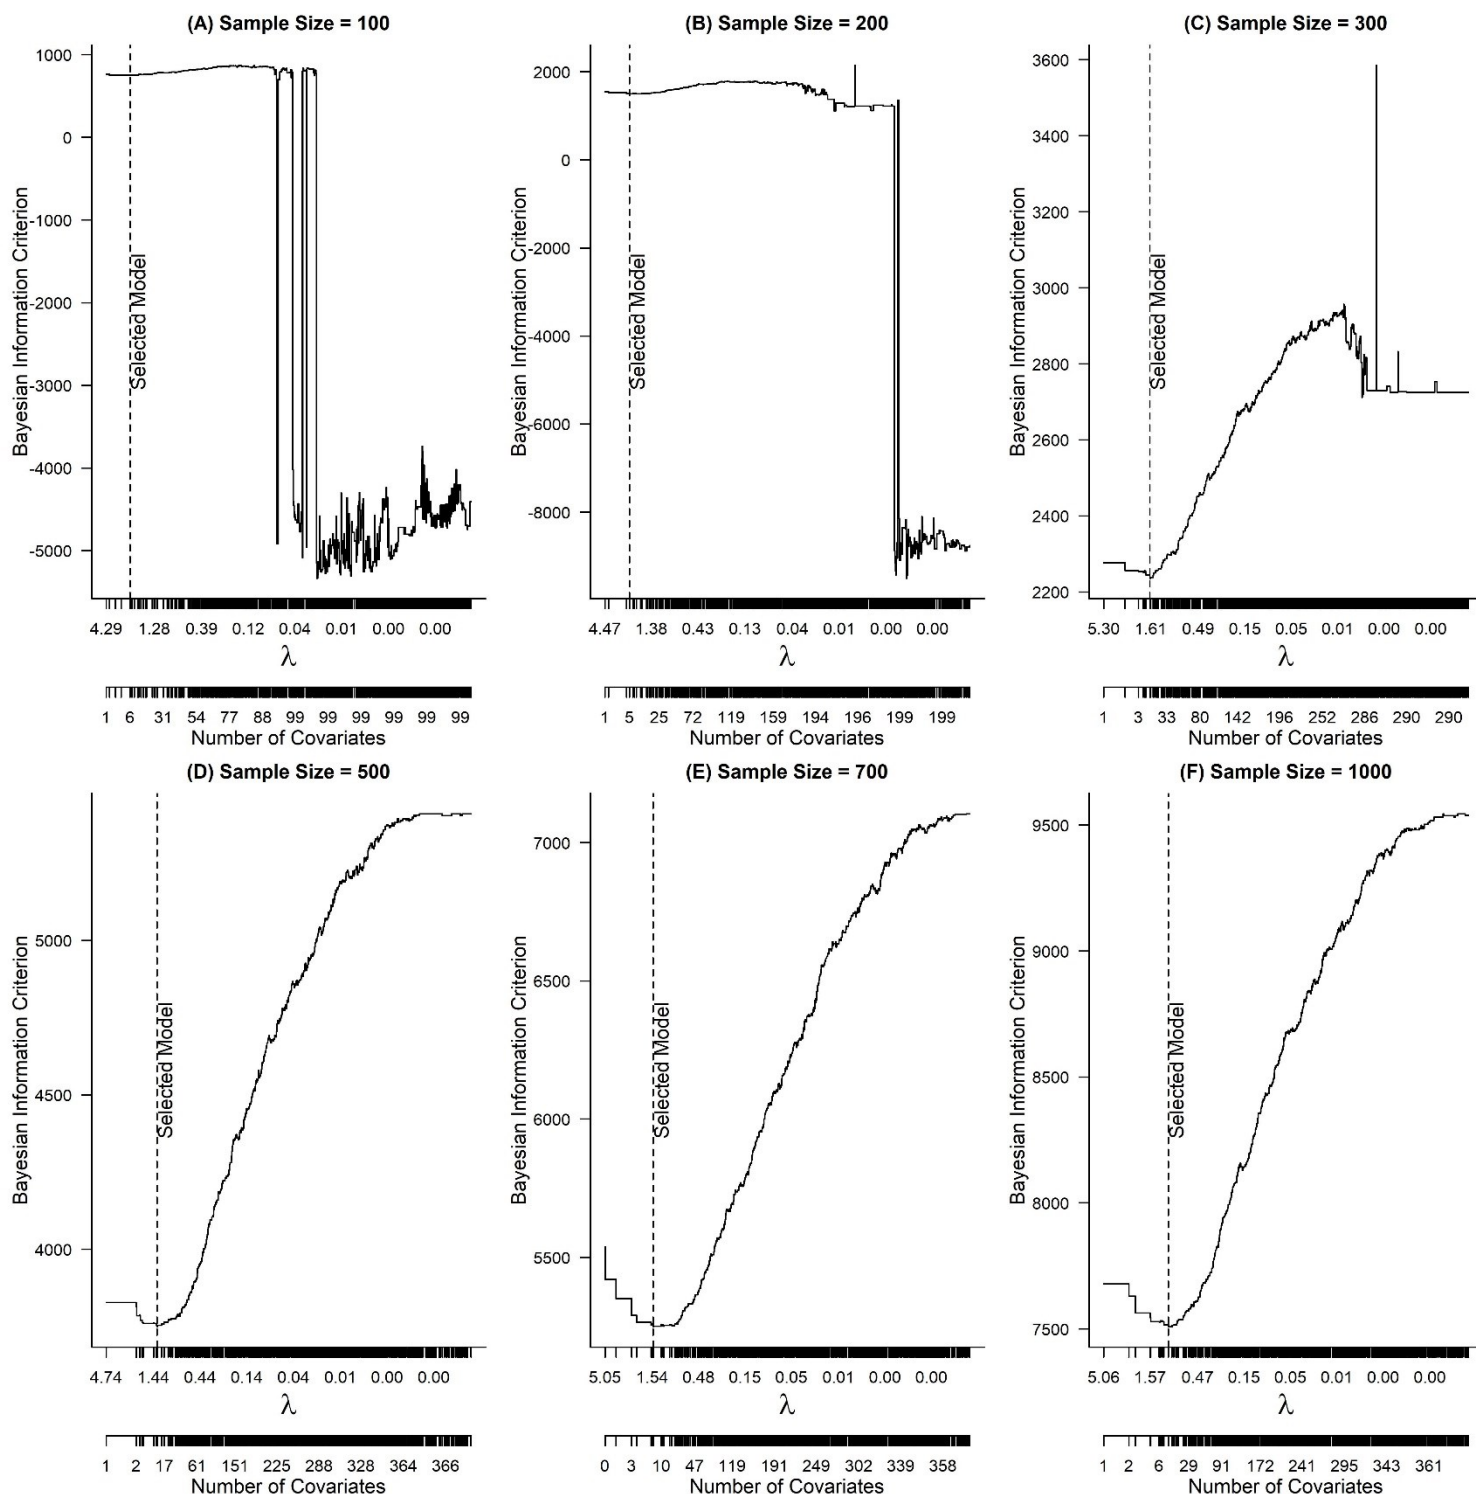 (A) Sample Size = 100
Bayesian Information Criterion
1000
0
-1000
-2000
-3000
-4000
-5000
Selected Model
4.29 1.28 0.39 0.12 0.04 0.01 0.00 0.00
λ
1 6 31 54 77 88 99 99 99 99 99
Number of Covariates
(B) Sample Size = 200
Bayesian Information Criterion
2000
0
-2000
-4000
-6000
-8000
Selected Model
4.47 1.38 0.43 0.13 0.04 0.01 0.00 0.00
λ
1 5 25 72 119 159 194 196 199 199
Number of Covariates
(C) Sample Size = 300
Bayesian Information Criterion
3600
3400
3200
3000
2800
2600
2400
2200
Selected Model
5.30 1.61 0.49 0.15 0.05 0.01 0.00 0.00
λ
1 3 33 80 142 196 252 286 290 290
Number of Covariates
(D) Sample Size = 500
Bayesian Information Criterion
5000
4500
4000
Selected Model
4.74 1.44 0.44 0.14 0.04 0.01 0.00 0.00
λ
1 2 17 61 151 225 288 328 364 366
Number of Covariates
(E) Sample Size = 700
Bayesian Information Criterion
7000
6500
6000
5500
Selected Model
5.05 1.54 0.48 0.15 0.05 0.01 0.00 0.00
λ
0 3 10 47 119 191 249 302 339 358
Number of Covariates
(F) Sample Size = 1000
Bayesian Information Criterion
9500
9000
8500
8000
7500
Selected Model
5.06 1.57 0.47 0.15 0.05 0.01 0.00 0.00
λ
1 2 6 29 91 172 241 295 343 361
Number of Covariates